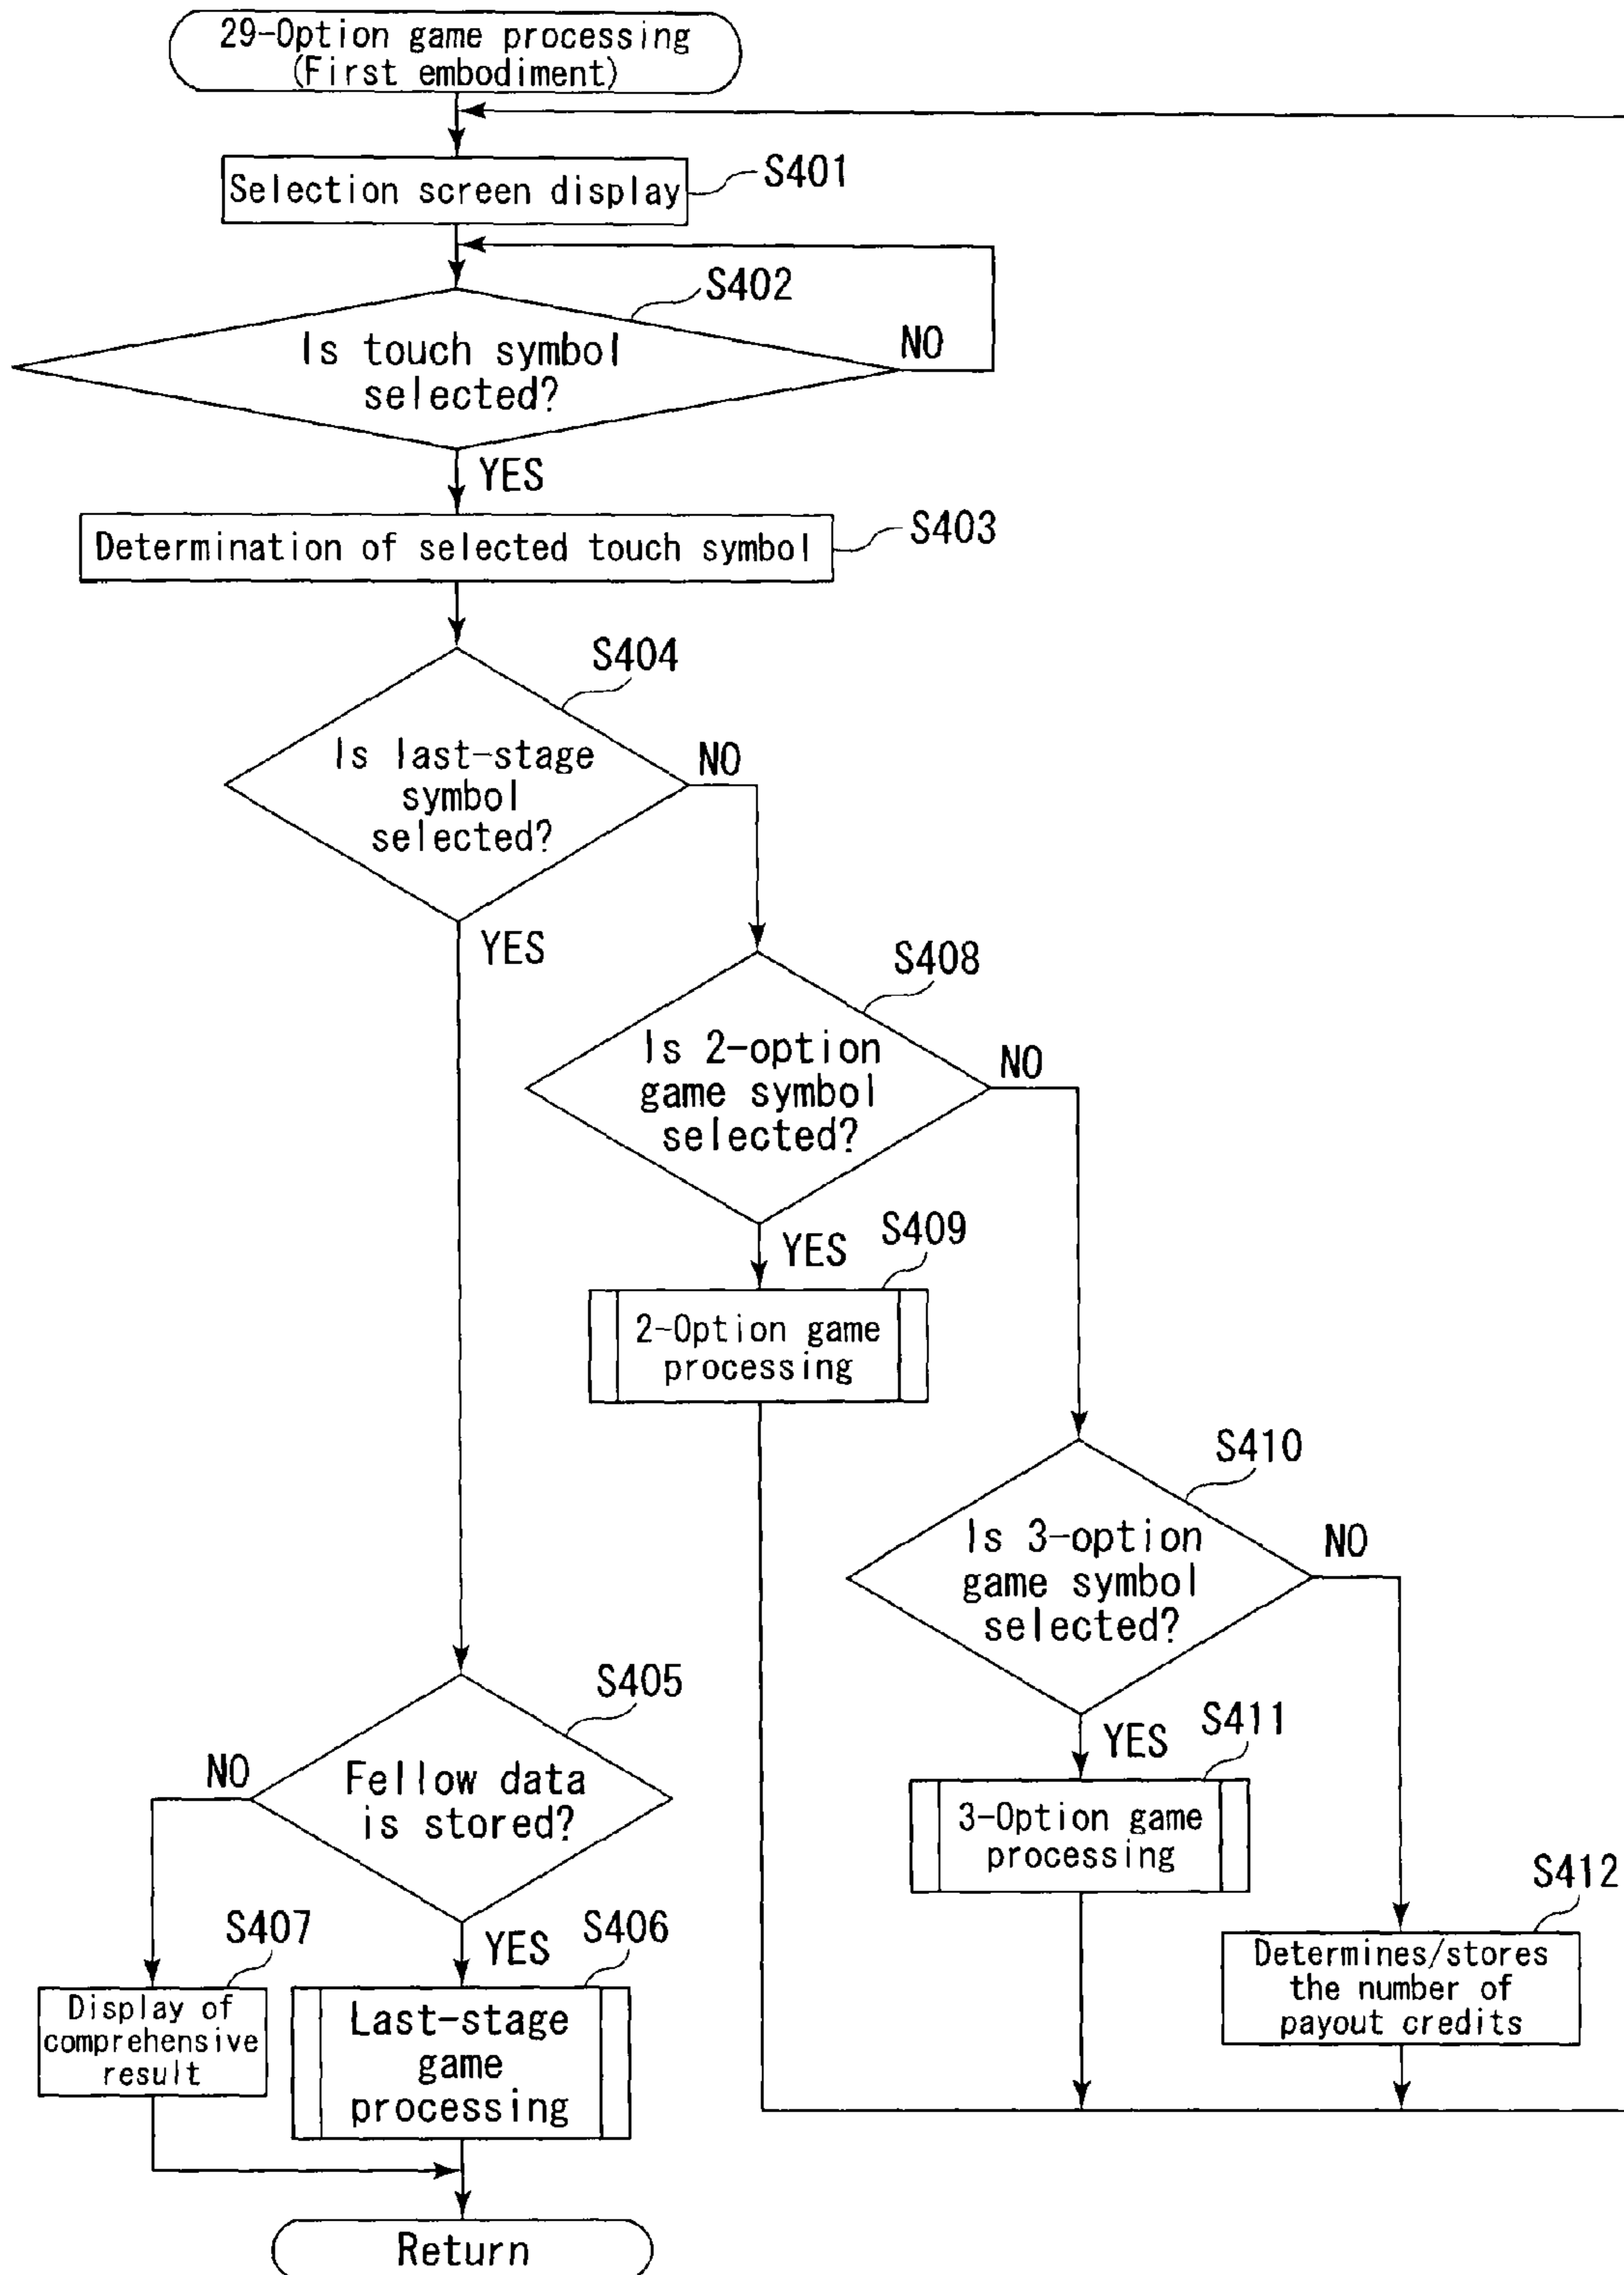 29-Option game processing
(First embodiment)
Selection screen display
S401
S402
Is touch symbol
selected?
NO
YES
Determination of selected touch symbol
S403
S404
Is last-stage
symbol
selected?
NO
YES
S408
Is 2-option
game symbol
selected?
NO
YES
S409
2-Option game
processing
S410
Is 3-option
game symbol
selected?
NO
YES
S411
3-Option game
processing
S412
Determines/stores
the number of
payout credits
S405
Fellow data
is stored?
NO
YES
S407
Display of
comprehensive
result
S406
Last-stage
game
processing
Return